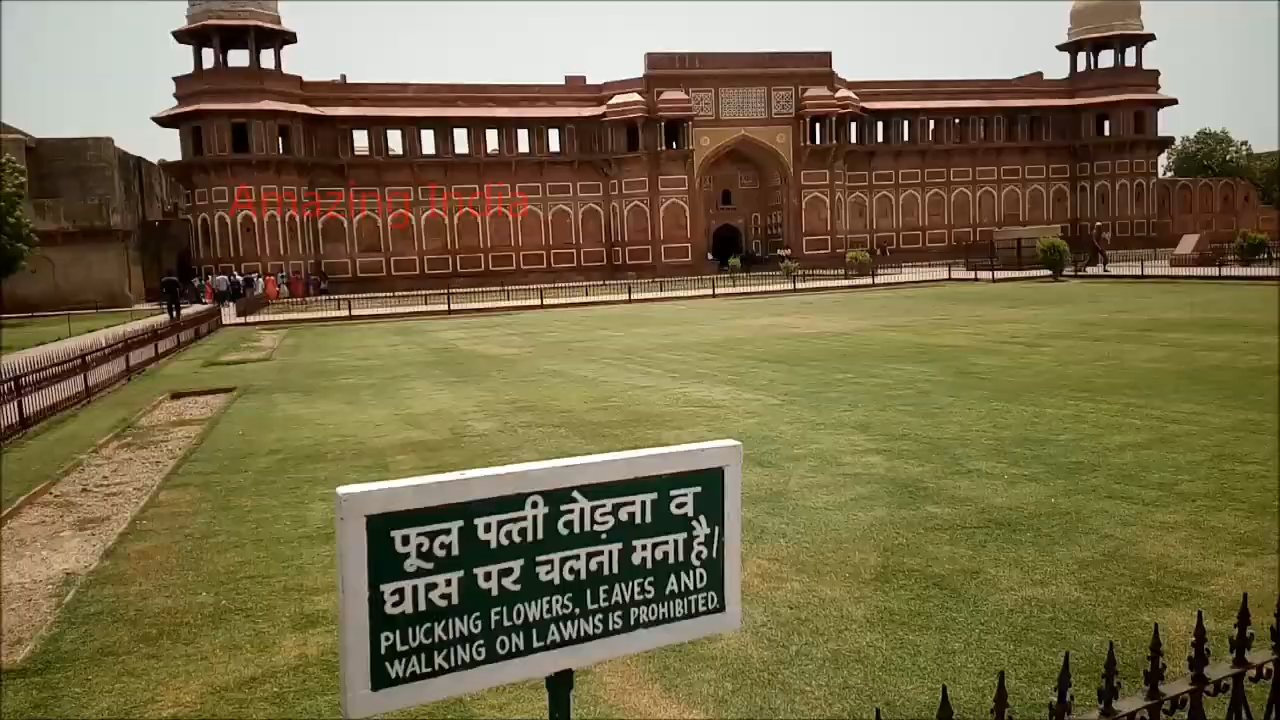 Amazing India
फूल पत्ती तोड़ना व
घास पर चलना मना है।
PLUCKING FLOWERS, LEAVES AND
WALKING ON LAWNS IS PROHIBITED.